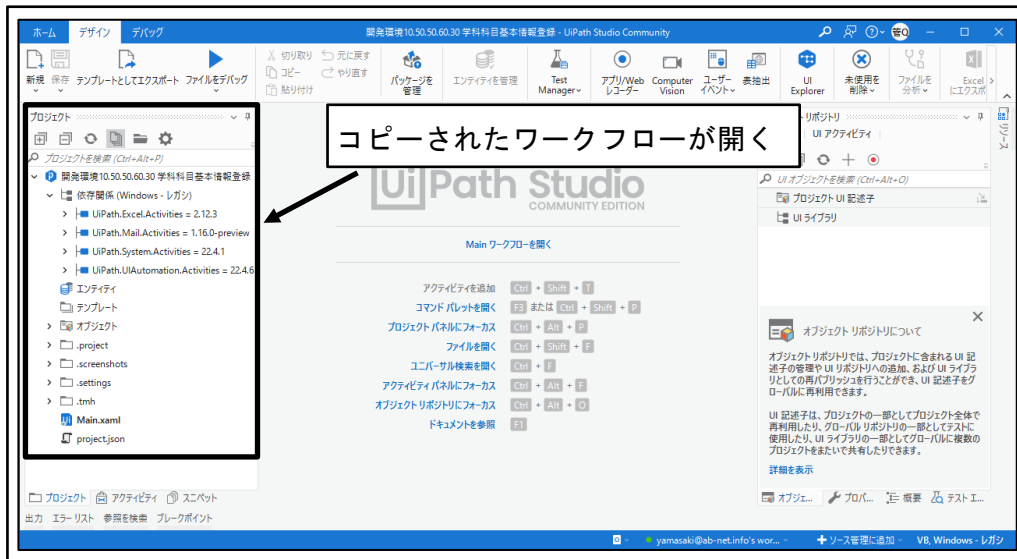 ホーム デザイン デバッグ 開発環境10.50.50.60.30 学科科目基本情報登録 - UiPath Studio Community
新規 保存 テンプレートとしてエクスポート ファイルをデバッグ
切り取り 元に戻す
コピー やり直す
貼り付け
パッケージを管理
エンティティを管理
Test Manager
アプリ/Web レコーダー
Computer Vision
ユーザー イベント
表抽出
UI Explorer
未使用を削除
ファイルを分析
Excel にエクスポ
プロジェクト
プロジェクトを検索 (Ctrl+Alt+P)
開発環境10.50.50.60.30 学科科目基本情報登録
依存関係 (Windows - レガシ)
UiPath.Excel.Activities = 2.12.3
UiPath.Mail.Activities = 1.16.0-preview
UiPath.System.Activities = 22.4.1
UiPath.UIAutomation.Activities = 22.4.6
エンティティ
テンプレート
オブジェクト
.project
.screenshots
.settings
.tmh
Main.xaml
project.json
プロジェクト アクティビティ スニペット
出力 エラー リスト 参照を検索 ブレークポイント
コピーされたワークフローが開く
UiPath Studio
COMMUNITY EDITION
Main ワークフローを開く
アクティビティを追加 Ctrl + Shift + T
コマンド パレットを開く F3 または Ctrl + Shift + P
プロジェクト パネルにフォーカス Ctrl + Alt + P
ファイルを開く Ctrl + Shift + F
ユニバーサル検索を開く Ctrl + F
アクティビティ パネルにフォーカス Ctrl + Alt + F
オブジェクト リポジトリにフォーカス Ctrl + Alt + O
ドキュメントを参照 F1
リポジトリ
UI アクティビティ
UI オブジェクトを検索 (Ctrl+Alt+O)
プロジェクト UI 記述子
UI ライブラリ
リソース
オブジェクト リポジトリについて
オブジェクト リポジトリでは、プロジェクトに含まれる UI 記
述子の管理や UI リポジトリへの追加、および UI ライブラ
リとしての再パブリッシュを行うことができ、UI 記述子をグ
ローバルに再利用できます。
UI 記述子は、プロジェクトの一部としてプロジェクト全体で
再利用したり、グローバル リポジトリの一部としてテストに
使用したり、UI ライブラリの一部としてグローバルに複数の
プロジェクトをまたいで共有したりできます。
詳細を表示
オブジェ... プロパ... 概要 テスト エ...
0 yamasaki@ab-net.info's wor... ソース管理に追加 VB, Windows - レガシ